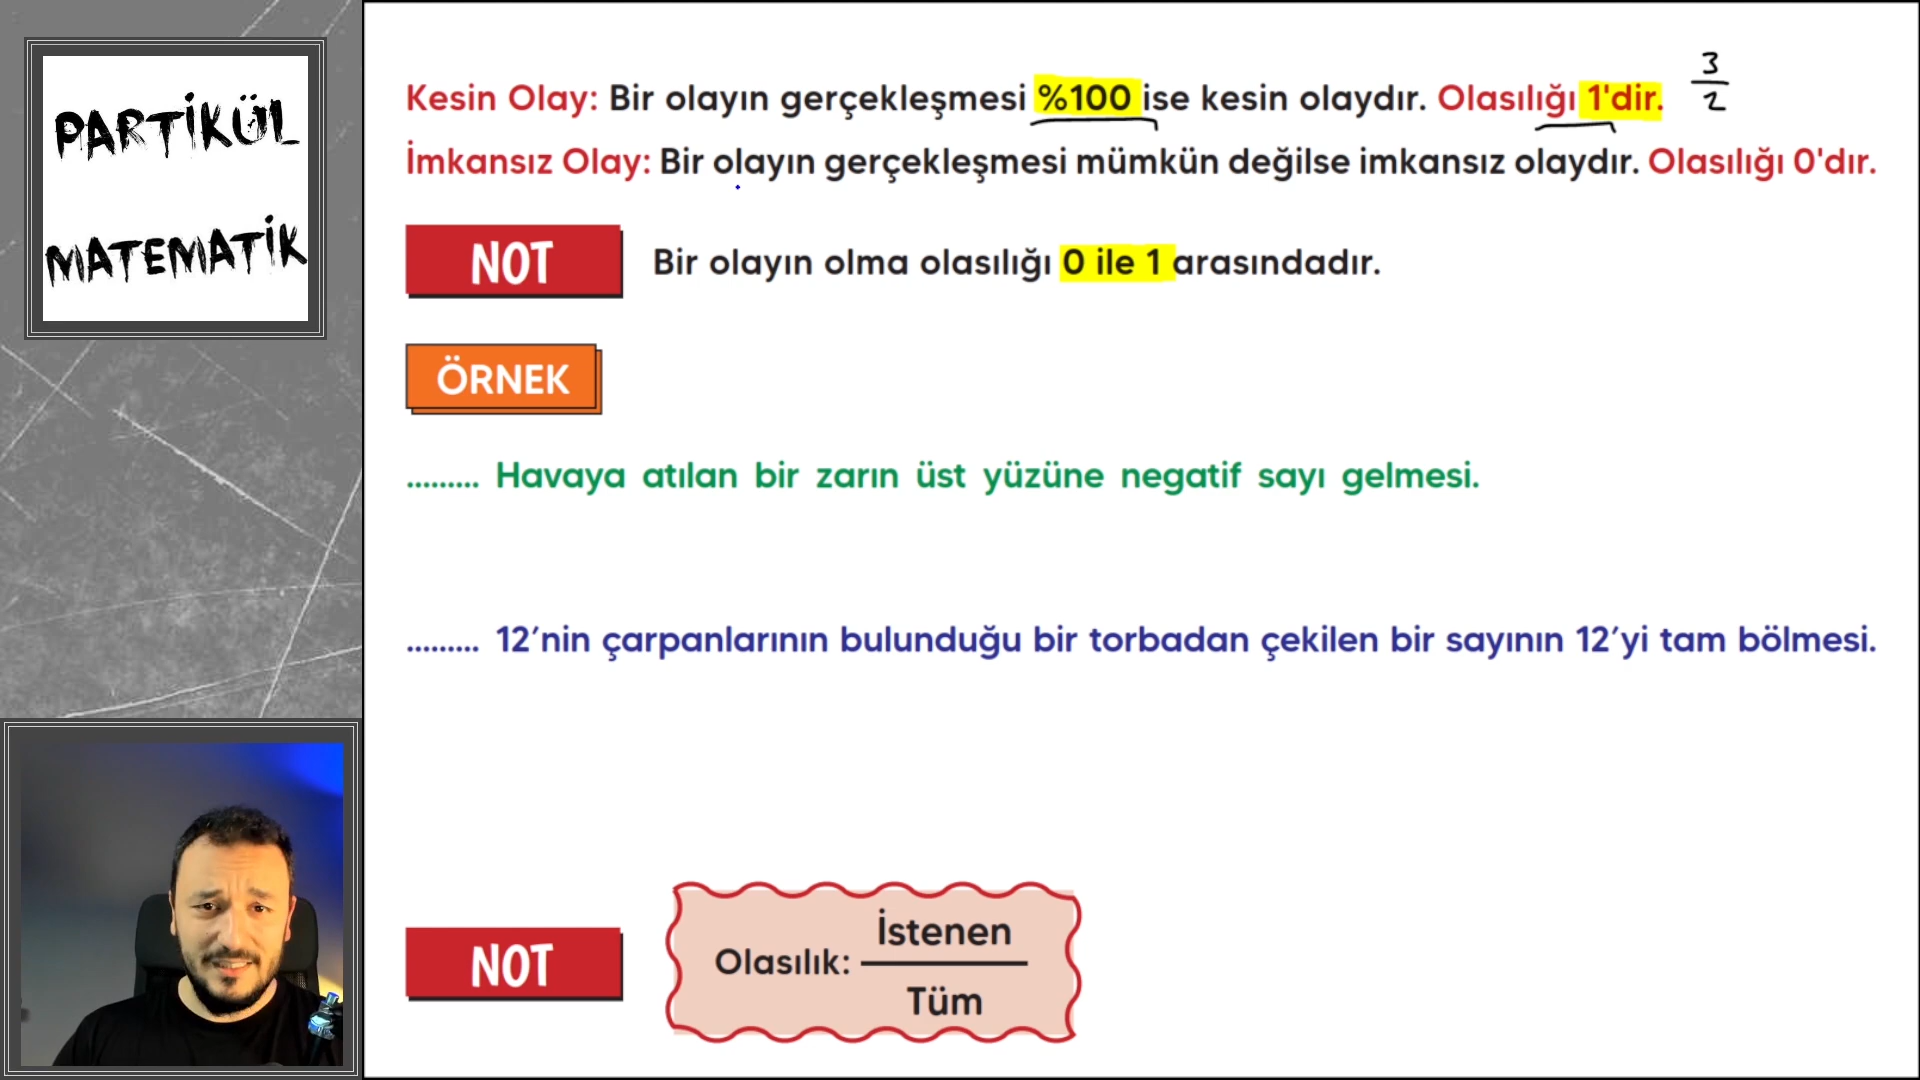 PARTİKÜL
MATEMATİK
Kesin Olay: Bir olayın gerçekleşmesi %100 ise kesin olaydır. Olasılığı 1'dir. 3/2
İmkansız Olay: Bir olayın gerçekleşmesi mümkün değilse imkansız olaydır. Olasılığı 0'dır.
NOT Bir olayın olma olasılığı 0 ile 1 arasındadır.
ÖRNEK
......... Havaya atılan bir zarın üst yüzüne negatif sayı gelmesi.
......... 12'nin çarpanlarının bulunduğu bir torbadan çekilen bir sayının 12'yi tam bölmesi.
İstenen
NOT Olasılık:
Tüm